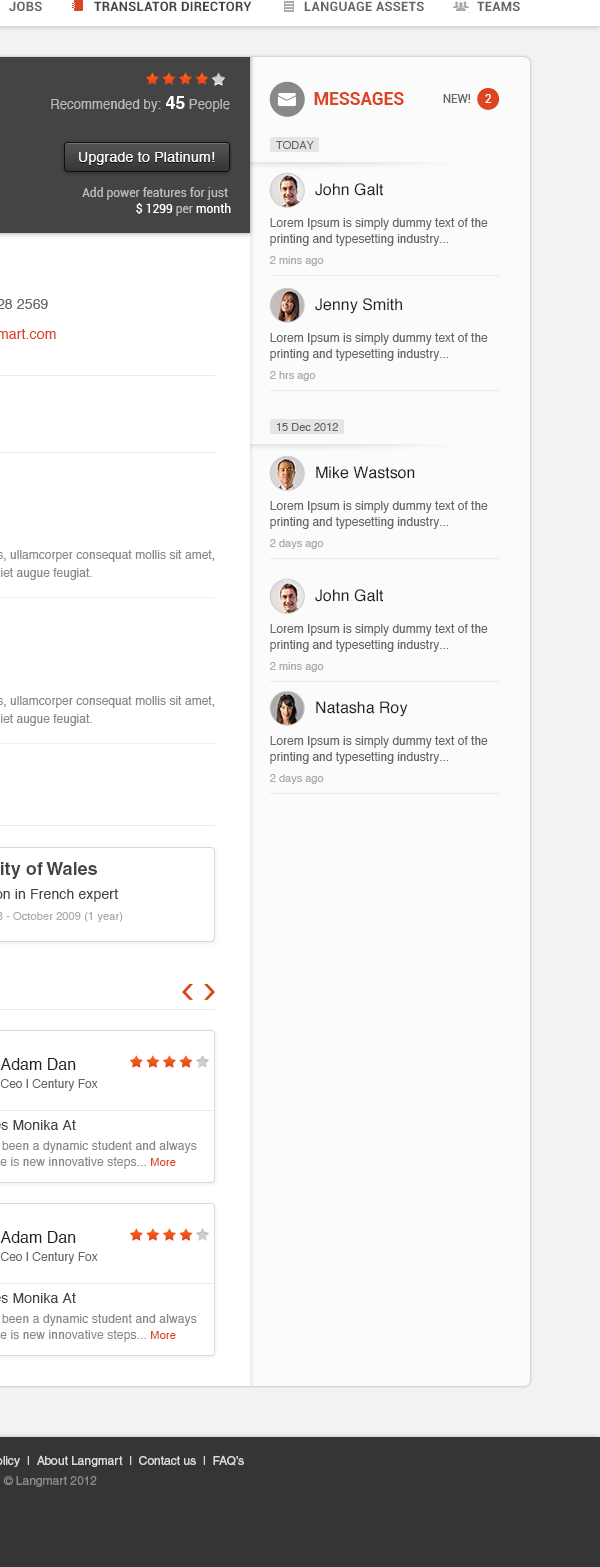 JOBS
TRANSLATOR DIRECTORY
LANGUAGE ASSETS
TEAMS
Recommended by: 45 People
Upgrade to Platinum!
Add power features for just
$ 1299 per month
28 2569
mart.com
s, ullamcorper consequat mollis sit amet,
iet augue feugiat.
s, ullamcorper consequat mollis sit amet,
iet augue feugiat.
ity of Wales
on in French expert
- October 2009 (1 year)
Adam Dan
Ceo I Century Fox
es Monika At
been a dynamic student and always
e is new innovative steps... More
Adam Dan
Ceo I Century Fox
es Monika At
been a dynamic student and always
e is new innovative steps... More
MESSAGES
NEW! 2
TODAY
John Galt
Lorem Ipsum is simply dummy text of the
printing and typesetting industry...
2 mins ago
Jenny Smith
Lorem Ipsum is simply dummy text of the
printing and typesetting industry...
2 hrs ago
15 Dec 2012
Mike Wastson
Lorem Ipsum is simply dummy text of the
printing and typesetting industry...
2 days ago
John Galt
Lorem Ipsum is simply dummy text of the
printing and typesetting industry...
2 mins ago
Natasha Roy
Lorem Ipsum is simply dummy text of the
printing and typesetting industry...
2 days ago
olicy I About Langmart I Contact us I FAQ's
© Langmart 2012